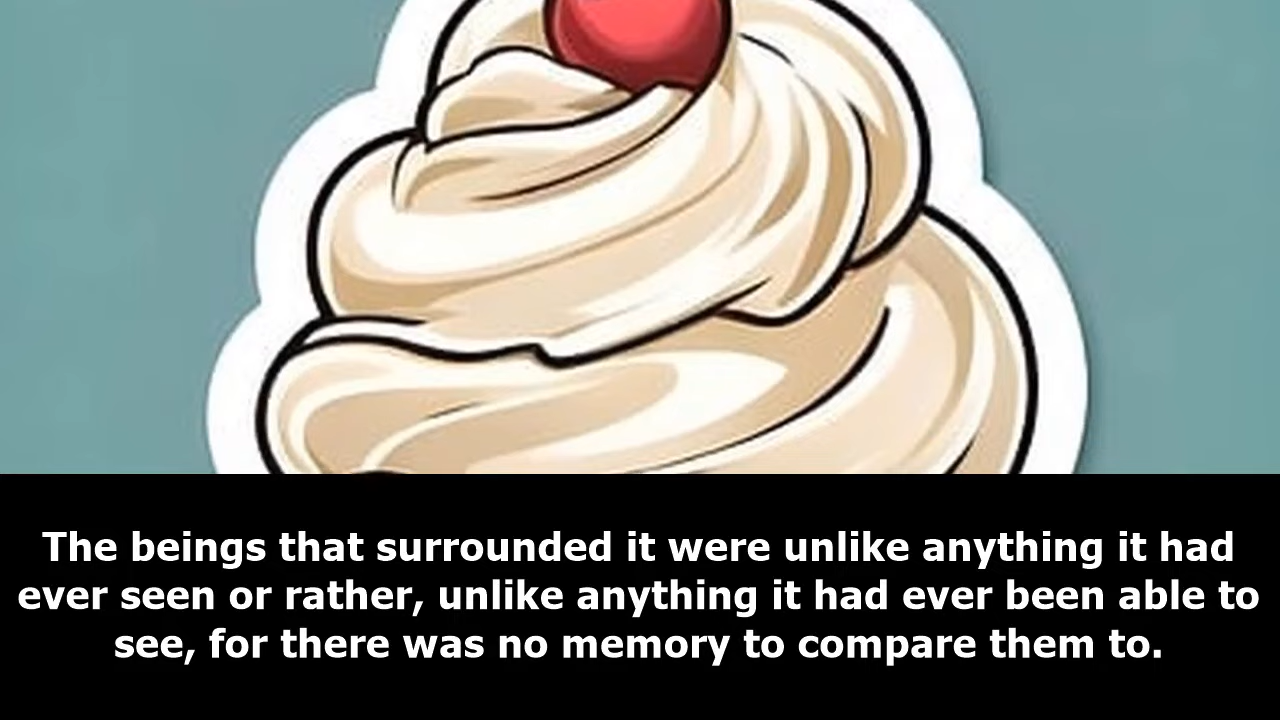 The beings that surrounded it were unlike anything it had
ever seen or rather, unlike anything it had ever been able to
see, for there was no memory to compare them to.